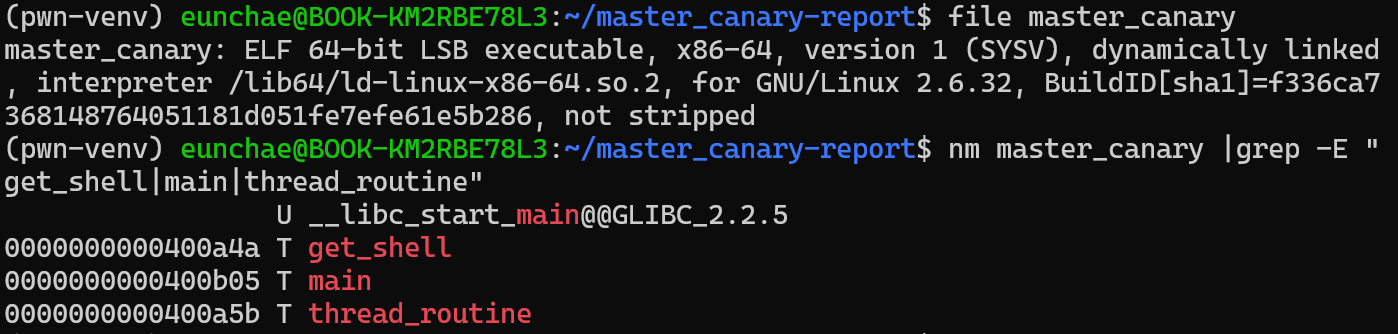 (pwn-venv) eunchae@BOOK-KM2RBE78L3:~/master_canary-report$ file master_canary
master_canary: ELF 64-bit LSB executable, x86-64, version 1 (SYSV), dynamically linked
, interpreter /lib64/ld-linux-x86-64.so.2, for GNU/Linux 2.6.32, BuildID[sha1]=f336ca7
368148764051181d051fe7efe61e5b286, not stripped
(pwn-venv) eunchae@BOOK-KM2RBE78L3:~/master_canary-report$ nm master_canary |grep -E "
get_shell|main|thread_routine"
                 U __libc_start_main@@GLIBC_2.2.5
0000000000400a4a T get_shell
0000000000400b05 T main
0000000000400a5b T thread_routine